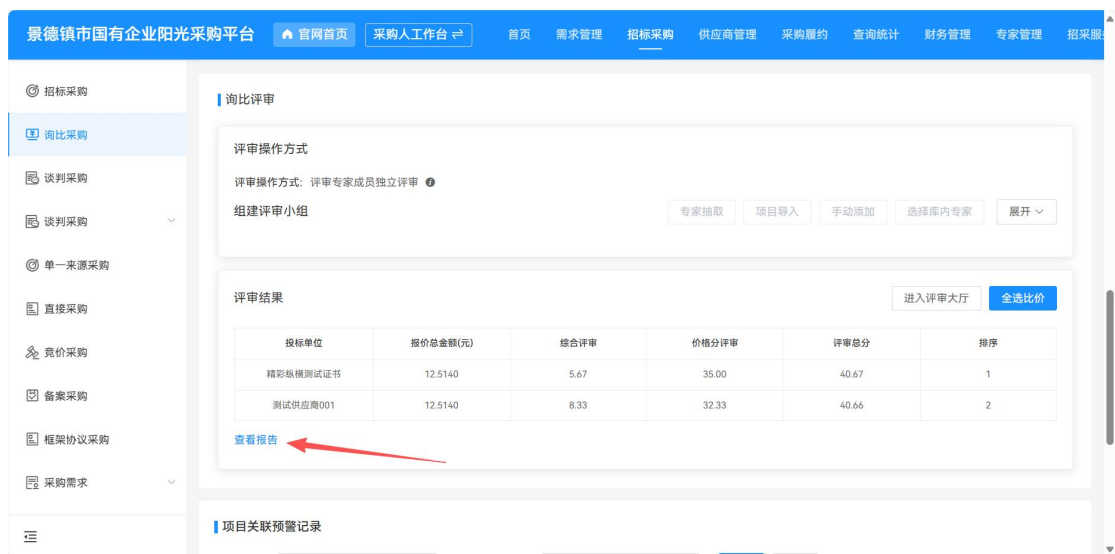 景德镇市国有企业阳光采购平台 官网首页 采购人工作台 首页 需求管理 招标采购 供应商管理 采购履约 查询统计 财务管理 专家管理 招采服
招标采购
询比采购
谈判采购
谈判采购
单一来源采购
直接采购
竞价采购
备案采购
框架协议采购
采购需求
询比评审
评审操作方式
评审操作方式: 评审专家成员独立评审
组建评审小组 专家抽取 项目导入 手动添加 选择库内专家 展开
评审结果 进入评审大厅 全选比价
投标单位 报价总金额(元) 综合评审 价格分评审 评审总分 排序
精彩纵横测试证书 12.5140 5.67 35.00 40.67 1
测试供应商001 12.5140 8.33 32.33 40.66 2
查看报告
项目关联预警记录